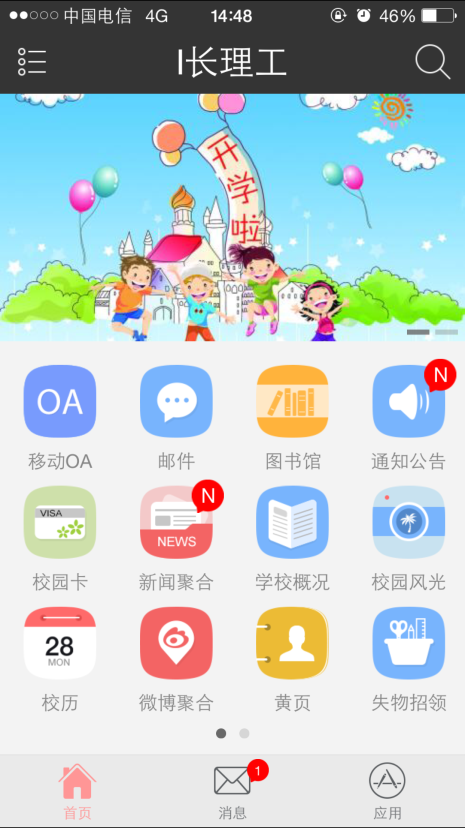 中国电信 4G 14:48 46%
I长理工
开学啦
OA
N
移动OA 邮件 图书馆 通知公告
VISA
NEWS
N
校园卡 新闻聚合 学校概况 校园风光
28
MON
校历 微博聚合 黄页 失物招领
1
首页 消息 应用